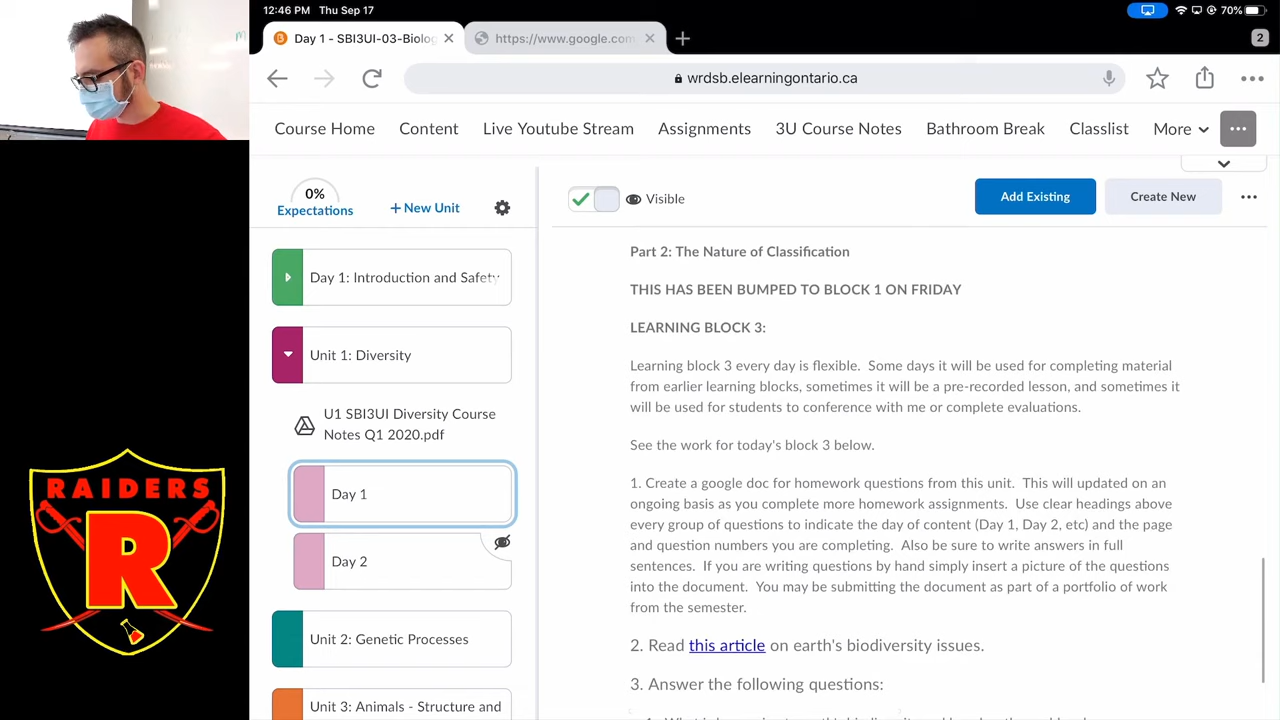 12:46 PM Thu Sep 17
70%
Day 1 - SBI3UI-03-Biolog
https://www.google.com
2
wrdsb.elearningontario.ca
Course Home Content Live Youtube Stream Assignments 3U Course Notes Bathroom Break Classlist More
0%
Expectations
+ New Unit
Visible
Add Existing
Create New
Day 1: Introduction and Safety
Unit 1: Diversity
U1 SBI3UI Diversity Course
Notes Q1 2020.pdf
Day 1
Day 2
Unit 2: Genetic Processes
Unit 3: Animals - Structure and
Part 2: The Nature of Classification
THIS HAS BEEN BUMPED TO BLOCK 1 ON FRIDAY
LEARNING BLOCK 3:
Learning block 3 every day is flexible. Some days it will be used for completing material
from earlier learning blocks, sometimes it will be a pre-recorded lesson, and sometimes it
will be used for students to conference with me or complete evaluations.
See the work for today's block 3 below.
1. Create a google doc for homework questions from this unit. This will updated on an
ongoing basis as you complete more homework assignments. Use clear headings above
every group of questions to indicate the day of content (Day 1, Day 2, etc) and the page
and question numbers you are completing. Also be sure to write answers in full
sentences. If you are writing questions by hand simply insert a picture of the questions
into the document. You may be submitting the document as part of a portfolio of work
from the semester.
2. Read this article on earth's biodiversity issues.
3. Answer the following questions:
RAIDERS
R